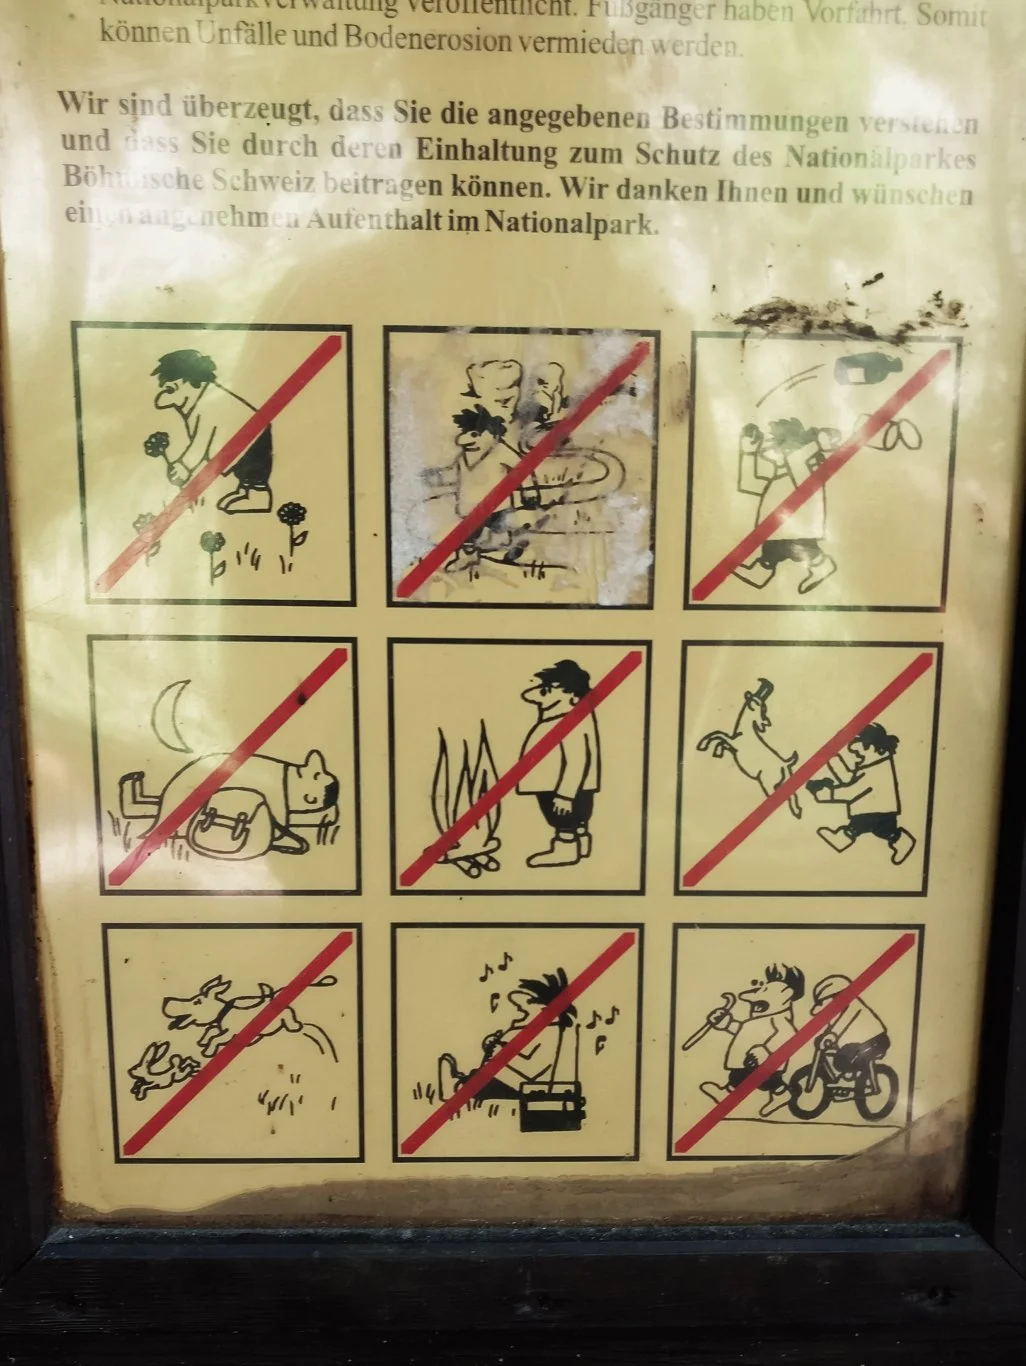 Nationalparkverwaltung veröffentlicht. Fußgänger haben Vorfahrt. Somit
können Unfälle und Bodenerosion vermieden werden.
Wir sind überzeugt, dass Sie die angegebenen Bestimmungen verstehen
und dass Sie durch deren Einhaltung zum Schutz des Nationalparkes
Böhmische Schweiz beitragen können. Wir danken Ihnen und wünschen
einen angenehmen Aufenthalt im Nationalpark.